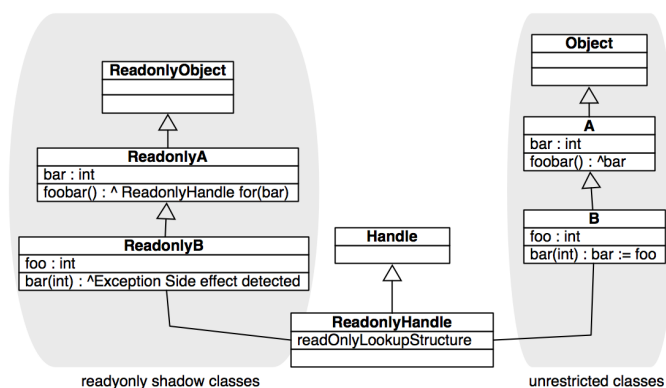 ReadonlyObject
ReadonlyA
bar : int
foobar() : ^ ReadonlyHandle for(bar)
ReadonlyB
foo : int
bar(int) : ^Exception Side effect detected
Handle
ReadonlyHandle
readOnlyLookupStructure
Object
A
bar : int
foobar() : ^bar
B
foo : int
bar(int) : bar := foo
readyonly shadow classes
unrestricted classes